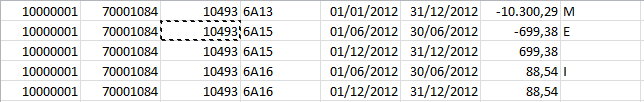 10000001 70001084 10493 6A13 01/01/2012 31/12/2012 -10.300,29 M
10000001 70001084 10493 6A15 01/06/2012 30/06/2012 -699,38 E
10000001 70001084 10493 6A15 01/12/2012 31/12/2012 699,38
10000001 70001084 10493 6A16 01/06/2012 30/06/2012 88,54 I
10000001 70001084 10493 6A16 01/12/2012 31/12/2012 88,54